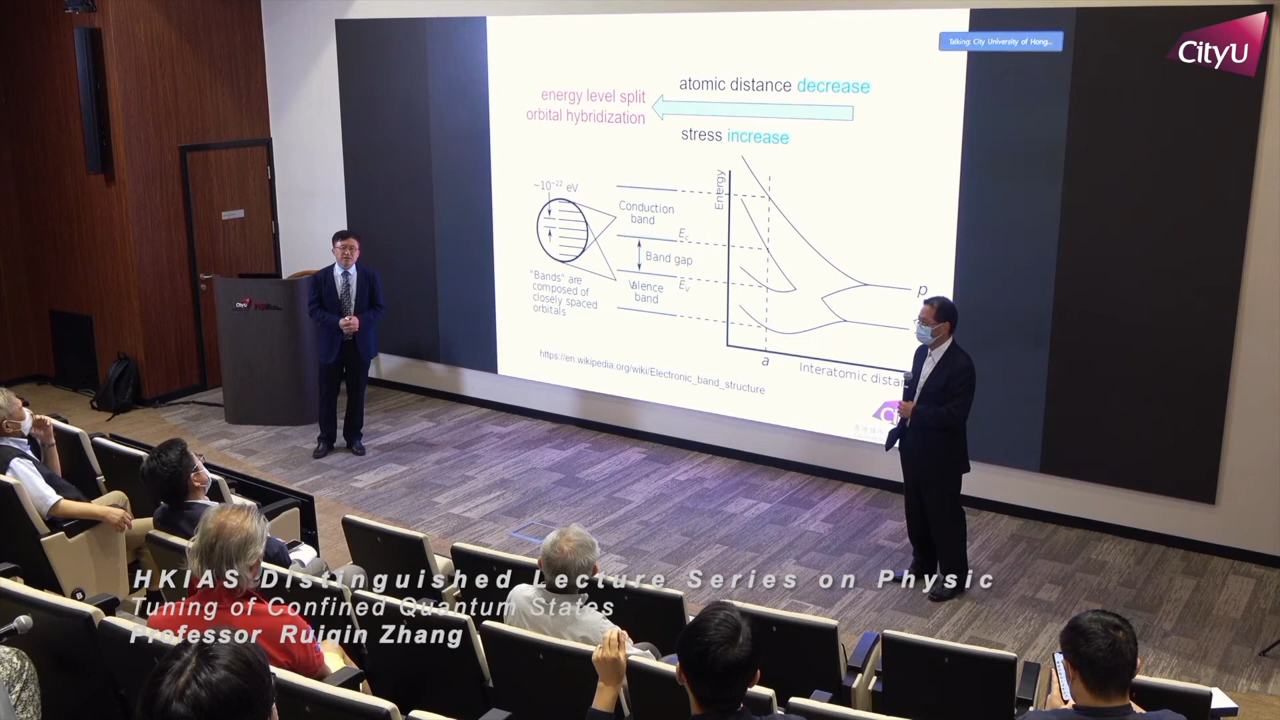 Talking: City University of Hong...
CityU
atomic distance decrease
energy level split
orbital hybridization
stress increase
~10⁻²² eV
Conduction
band
Ec
Band gap
Ev
Valence
band
"Bands" are
composed of
closely spaced
orbitals
Energy
p
a
Interatomic distan
https://en.wikipedia.org/wiki/Electronic_band_structure
CityU
HKIAS Distinguished Lecture Series on Physic
Tuning of Confined Quantum States
Professor Ruiqin Zhang